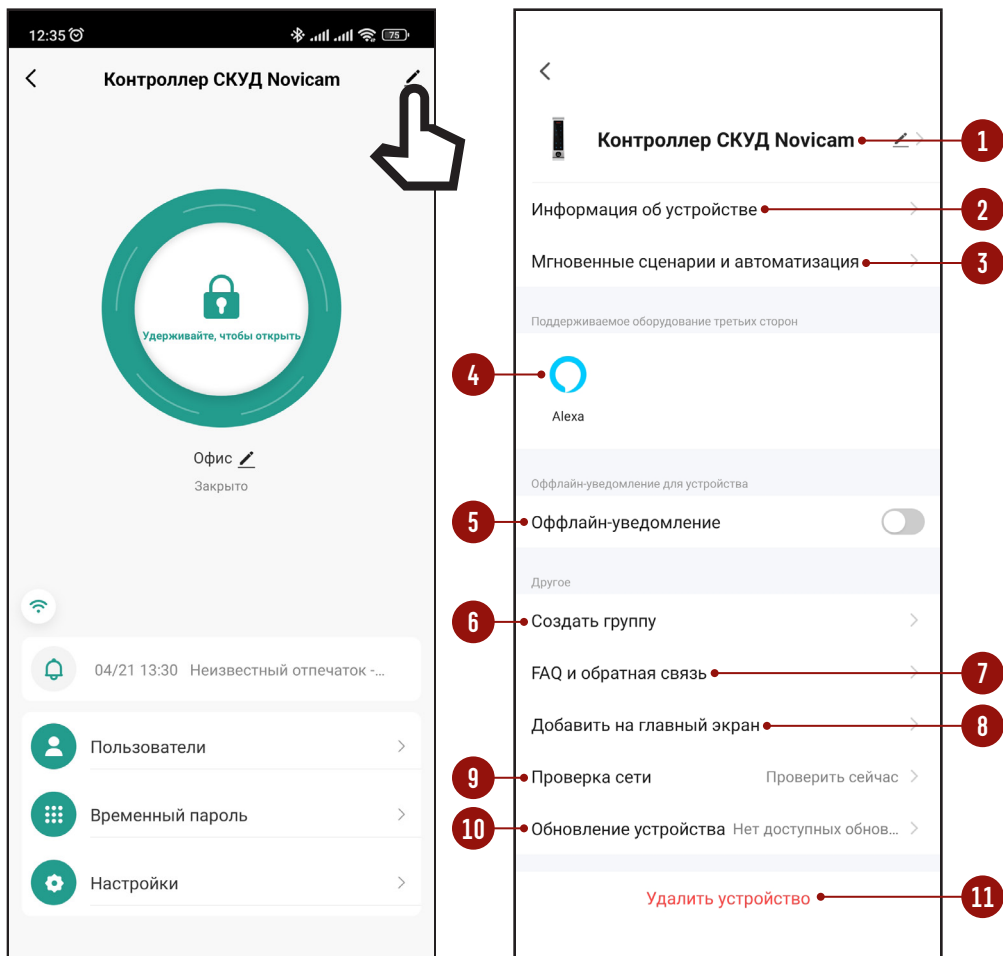 12:35
75
Контроллер СКУД Novicam
Удерживайте, чтобы открыть
Офис
Закрыто
04/21 13:30 Неизвестный отпечаток -...
Пользователи
Временный пароль
Настройки
Контроллер СКУД Novicam
1
Информация об устройстве
2
Мгновенные сценарии и автоматизация
3
Поддерживаемое оборудование третьих сторон
4
Alexa
Оффлайн-уведомление для устройства
5
Оффлайн-уведомление
Другое
6
Создать группу
FAQ и обратная связь
7
Добавить на главный экран
8
9
Проверка сети Проверить сейчас
10
Обновление устройства Нет доступных обнов...
Удалить устройство
11